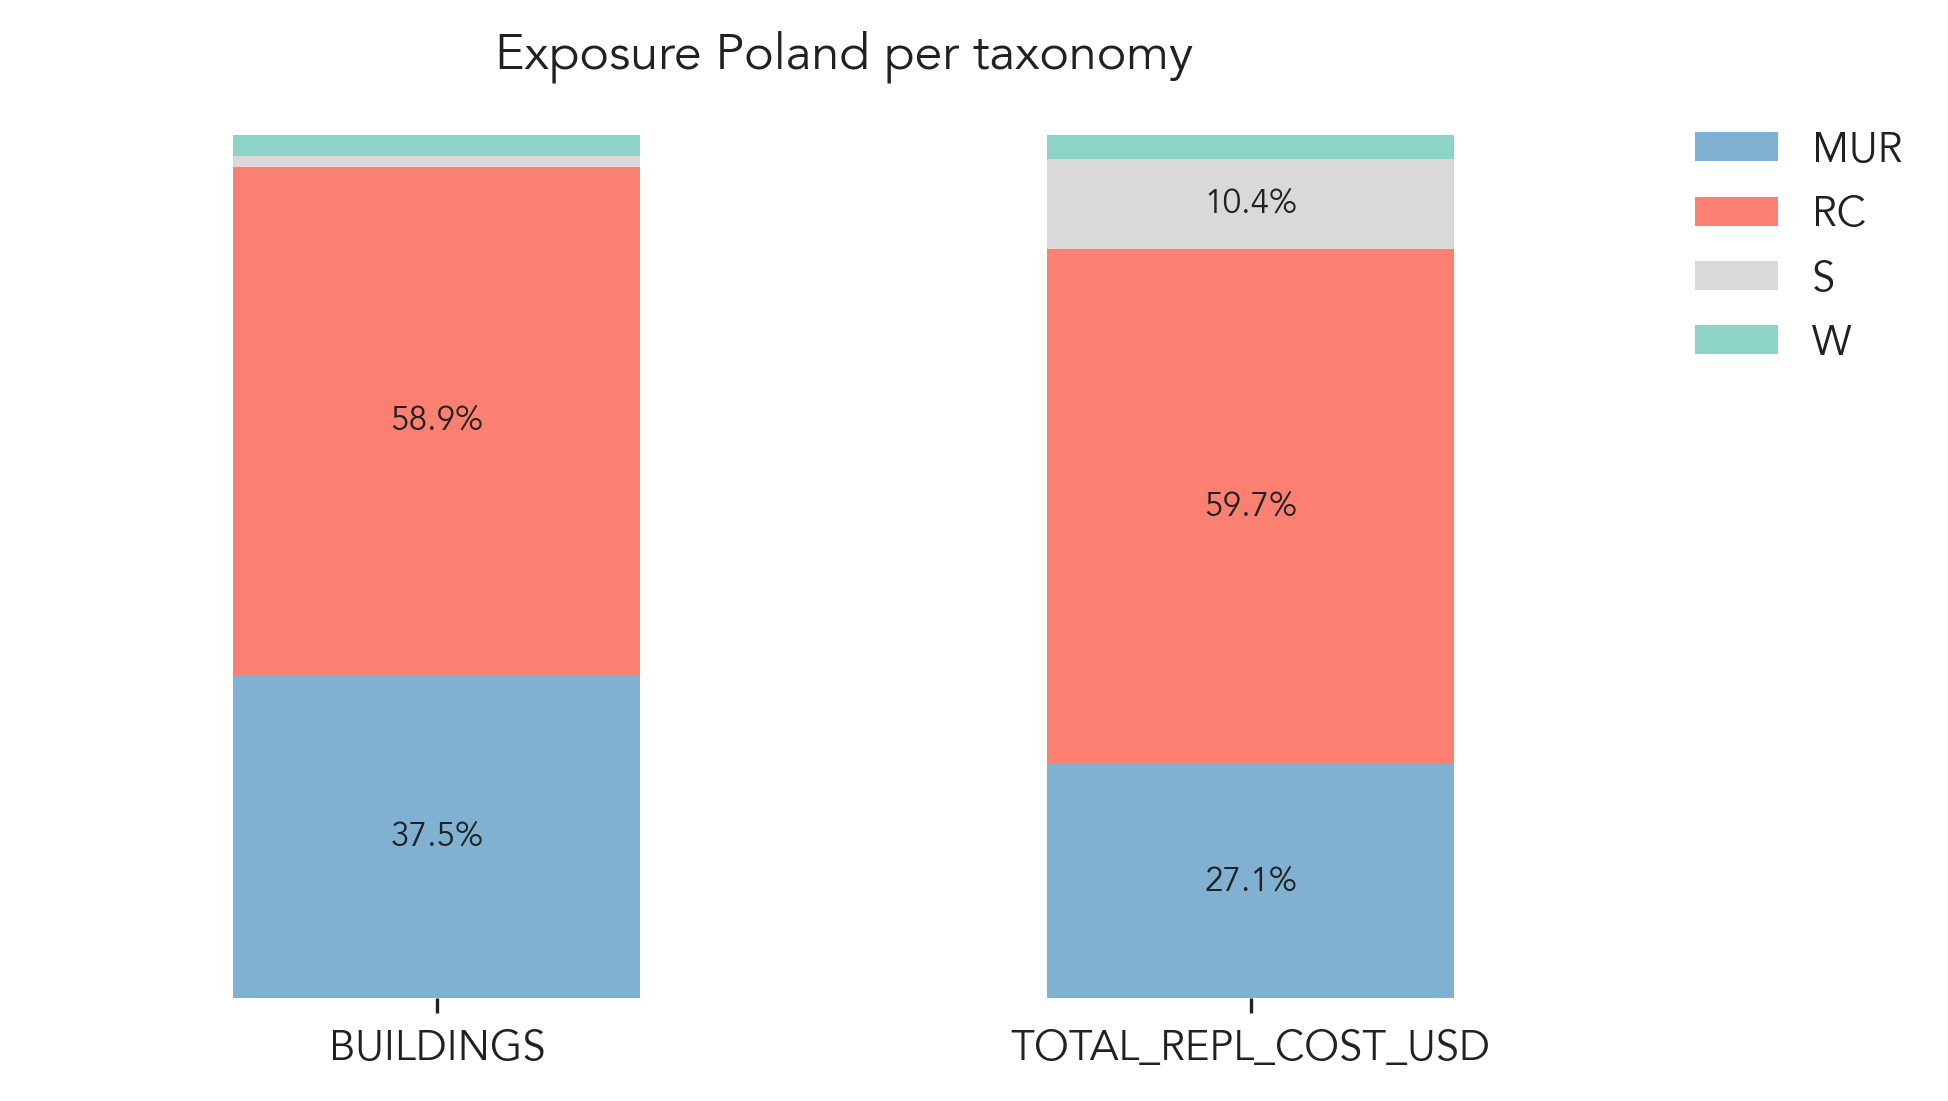 Exposure Poland per taxonomy
MUR
RC
S
W
10.4%
58.9%
59.7%
37.5%
27.1%
BUILDINGS
TOTAL_REPL_COST_USD